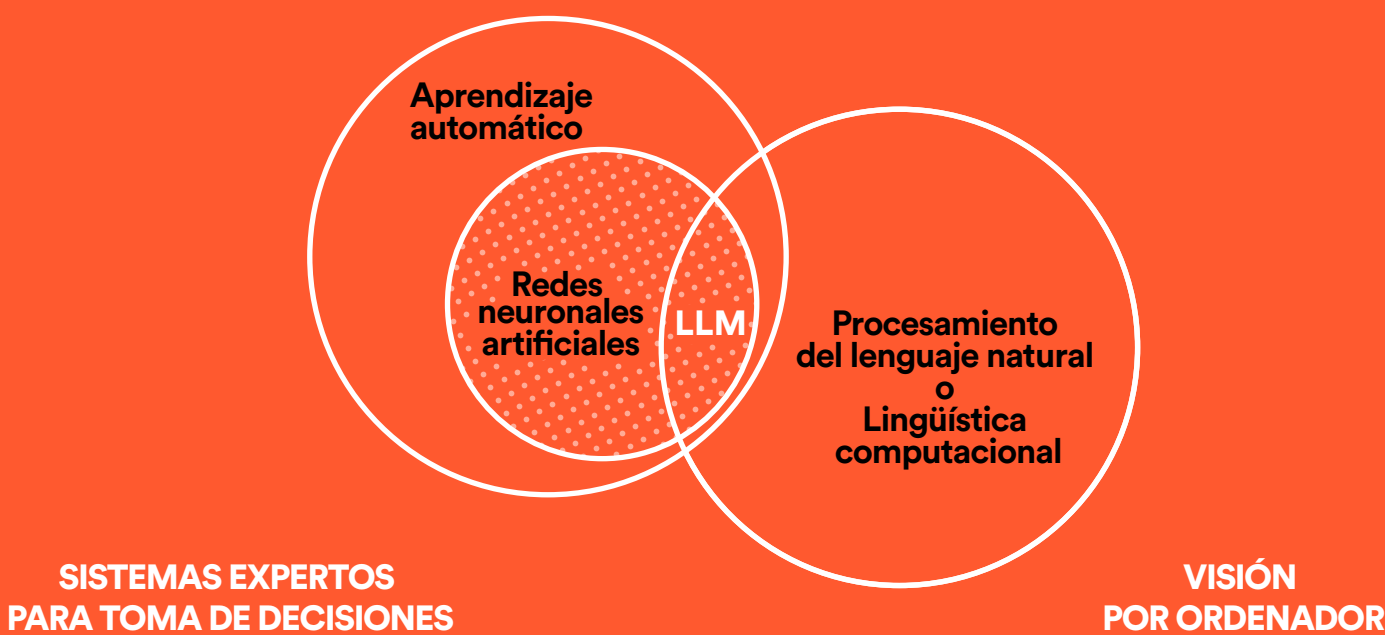 Aprendizaje
automático
Redes
neuronales
artificiales
LLM
Procesamiento
del lenguaje natural
o
Lingüística
computacional
SISTEMAS EXPERTOS
PARA TOMA DE DECISIONES
VISIÓN
POR ORDENADOR